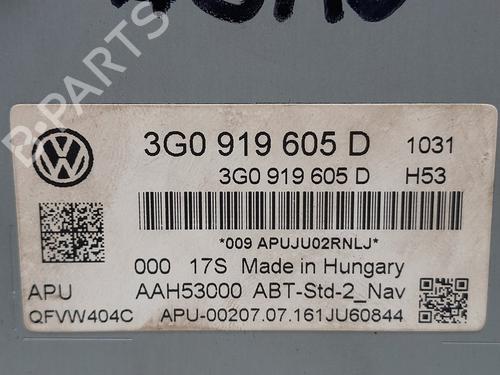 3G0 919 605 D 1031
3G0 919 605 D H53
*009 APUJU02RNLJ*
000 17S Made in Hungary
APU AAH53000 ABT-Std-2_Nav
QFVW404C APU-00207.07.161JU60844
B-PARTS